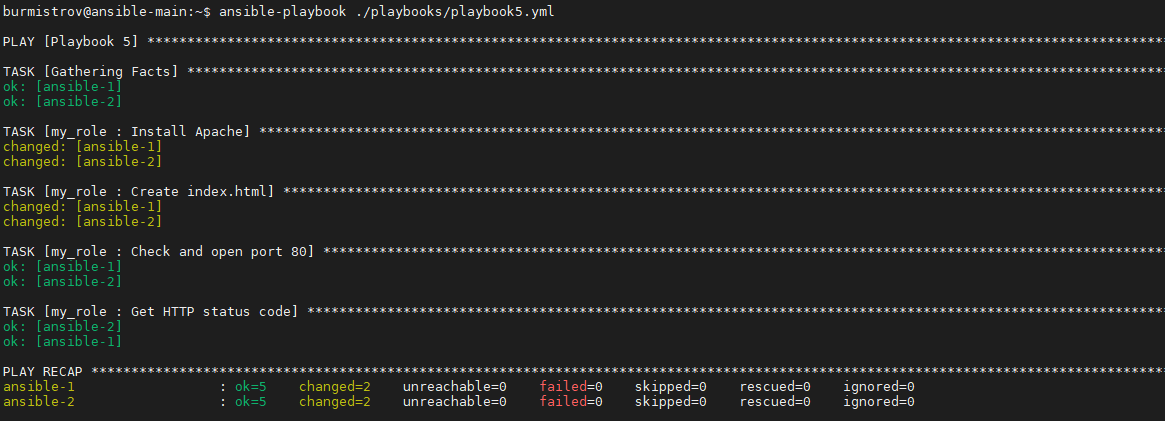 burmistrov@ansible-main:~$ ansible-playbook ./playbooks/playbook5.yml
PLAY [Playbook 5] *******************************************************************************************************************************
TASK [Gathering Facts] **************************************************************************************************************************
ok: [ansible-1]
ok: [ansible-2]
TASK [my_role : Install Apache] *****************************************************************************************************************
changed: [ansible-1]
changed: [ansible-2]
TASK [my_role : Create index.html] **************************************************************************************************************
changed: [ansible-1]
changed: [ansible-2]
TASK [my_role : Check and open port 80] *********************************************************************************************************
ok: [ansible-1]
ok: [ansible-2]
TASK [my_role : Get HTTP status code] ***********************************************************************************************************
ok: [ansible-2]
ok: [ansible-1]
PLAY RECAP **************************************************************************************************************************************
ansible-1                  : ok=5    changed=2    unreachable=0    failed=0    skipped=0    rescued=0    ignored=0
ansible-2                  : ok=5    changed=2    unreachable=0    failed=0    skipped=0    rescued=0    ignored=0